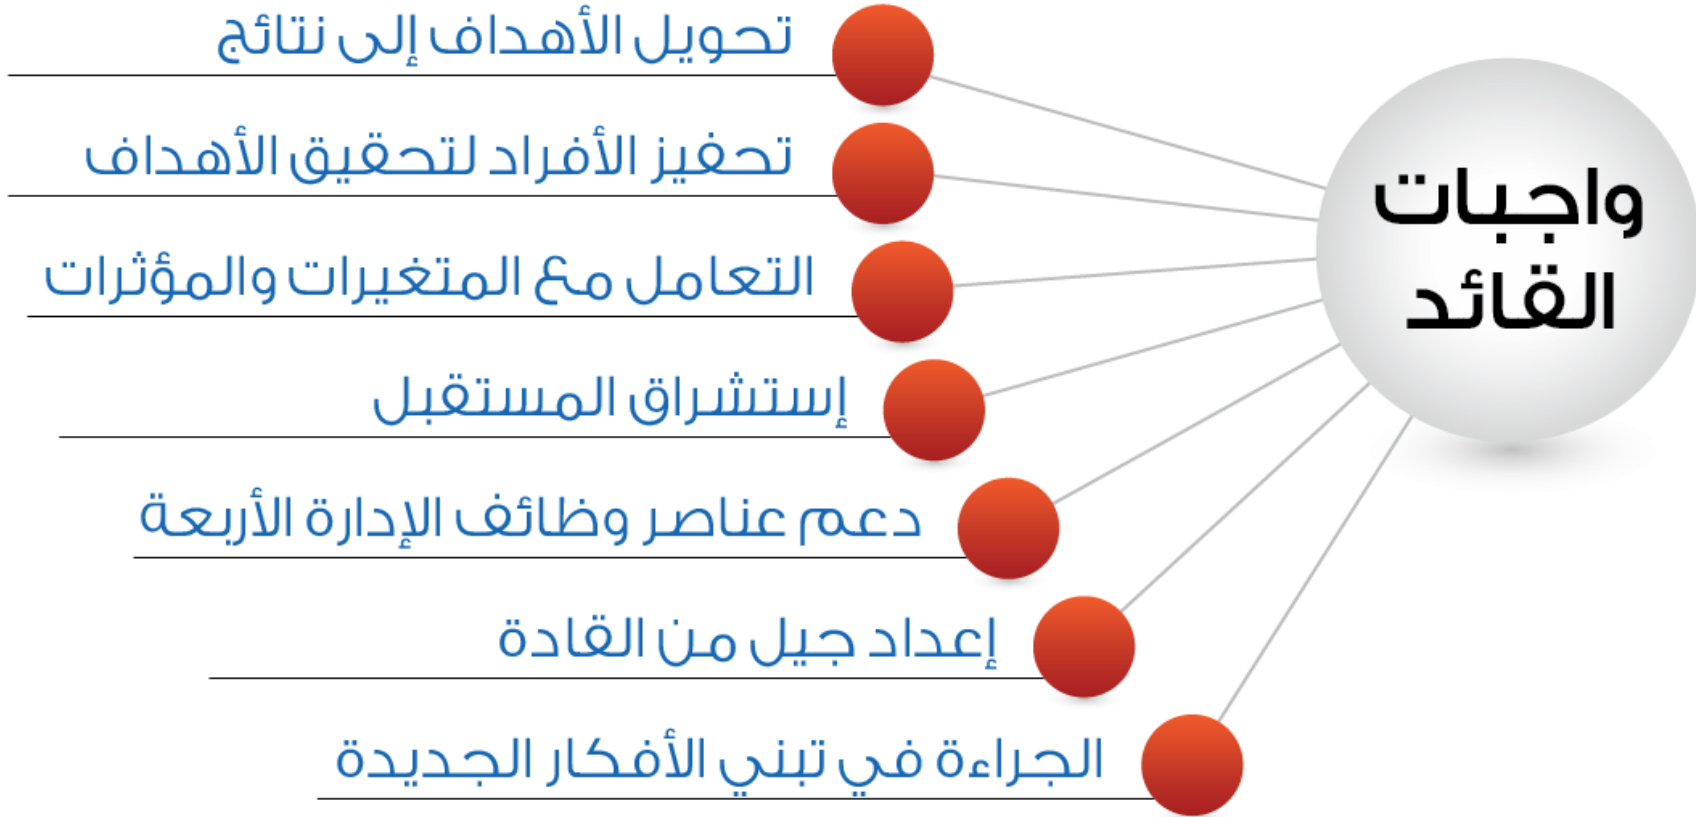 واجبات
القائد
تحويل الأهداف إلى نتائج
تحفيز الأفراد لتحقيق الأهداف
التعامل مع المتغيرات والمؤثرات
إستشراق المستقبل
دعم عناصر وظائف الإدارة الأربعة
إعداد جيل من القادة
الجراءة في تبني الأفكار الجديدة